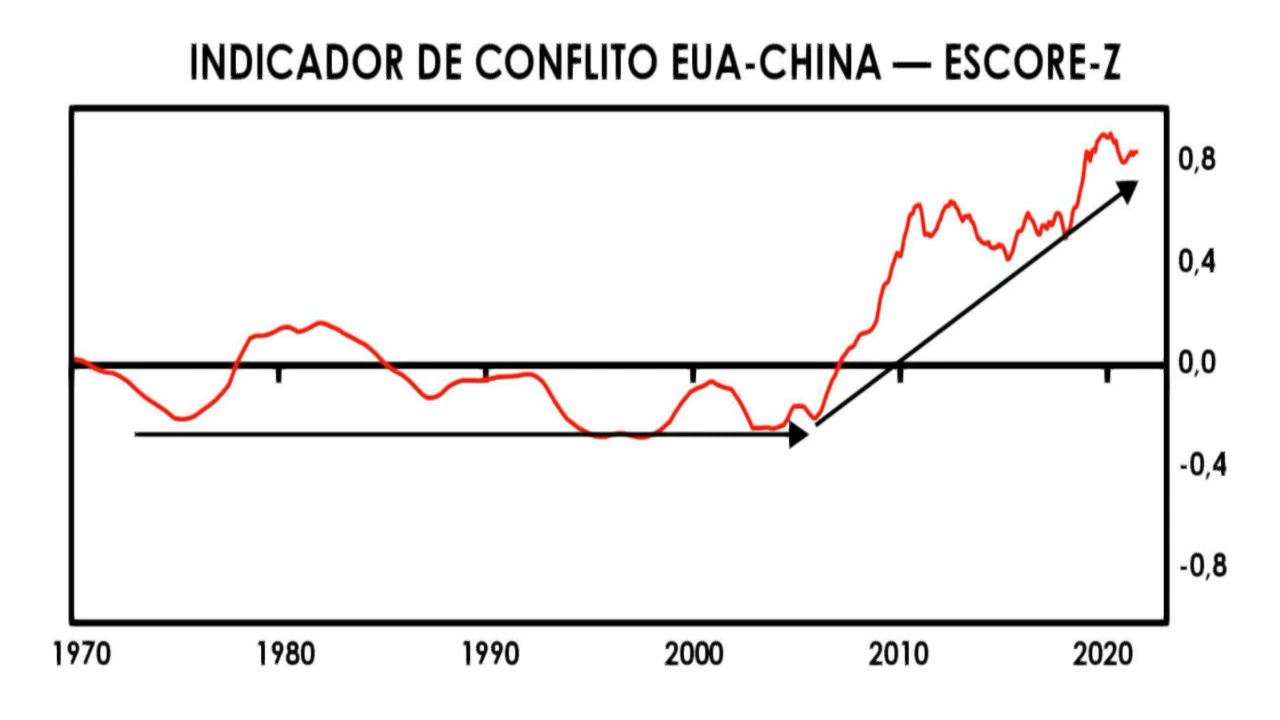 INDICADOR DE CONFLITO EUA-CHINA — ESCORE-Z
0,8
0,4
0,0
-0,4
-0,8
1970 1980 1990 2000 2010 2020